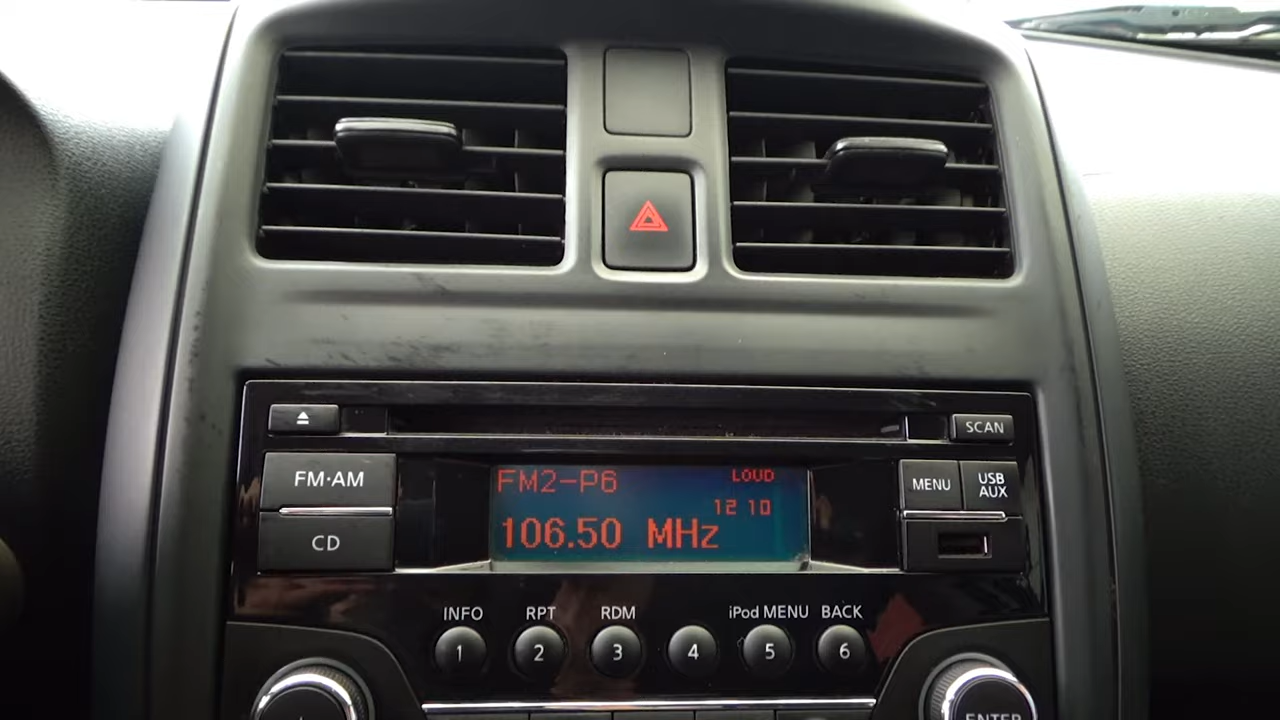 SCAN
FM·AM
FM2-P6
LOUD
MENU
USB
AUX
12 10
CD
106.50 MHz
INFO
RPT
RDM
iPod MENU
BACK
1
2
3
4
5
6
ENTER